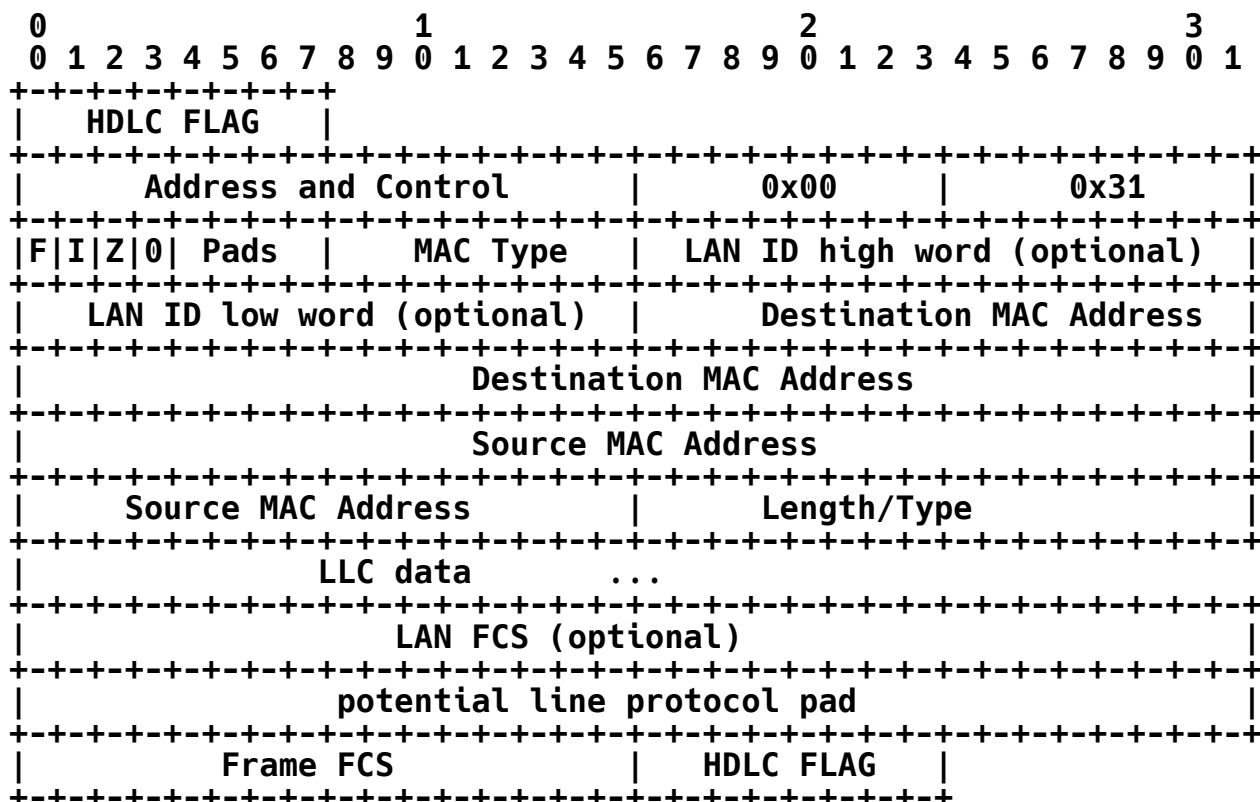 0                   1                   2                   3
 0 1 2 3 4 5 6 7 8 9 0 1 2 3 4 5 6 7 8 9 0 1 2 3 4 5 6 7 8 9 0 1
+-+-+-+-+-+-+-+-+
|   HDLC FLAG   |
+-+-+-+-+-+-+-+-+-+-+-+-+-+-+-+-+-+-+-+-+-+-+-+-+-+-+-+-+-+-+-+-+
|      Address and Control      |      0x00     |      0x31     |
+-+-+-+-+-+-+-+-+-+-+-+-+-+-+-+-+-+-+-+-+-+-+-+-+-+-+-+-+-+-+-+-+
|F|I|Z|0| Pads  |    MAC Type   |  LAN ID high word (optional)  |
+-+-+-+-+-+-+-+-+-+-+-+-+-+-+-+-+-+-+-+-+-+-+-+-+-+-+-+-+-+-+-+-+
|   LAN ID low word (optional)  |      Destination MAC Address  |
+-+-+-+-+-+-+-+-+-+-+-+-+-+-+-+-+-+-+-+-+-+-+-+-+-+-+-+-+-+-+-+-+
|                       Destination MAC Address                 |
+-+-+-+-+-+-+-+-+-+-+-+-+-+-+-+-+-+-+-+-+-+-+-+-+-+-+-+-+-+-+-+-+
|                       Source MAC Address                      |
+-+-+-+-+-+-+-+-+-+-+-+-+-+-+-+-+-+-+-+-+-+-+-+-+-+-+-+-+-+-+-+-+
|     Source MAC Address        |      Length/Type              |
+-+-+-+-+-+-+-+-+-+-+-+-+-+-+-+-+-+-+-+-+-+-+-+-+-+-+-+-+-+-+-+-+
|               LLC data       ...
+-+-+-+-+-+-+-+-+-+-+-+-+-+-+-+-+-+-+-+-+-+-+-+-+-+-+-+-+-+-+-+-+
|                   LAN FCS (optional)                          |
+-+-+-+-+-+-+-+-+-+-+-+-+-+-+-+-+-+-+-+-+-+-+-+-+-+-+-+-+-+-+-+-+
|                potential line protocol pad                    |
+-+-+-+-+-+-+-+-+-+-+-+-+-+-+-+-+-+-+-+-+-+-+-+-+-+-+-+-+-+-+-+-+
|          Frame FCS            |   HDLC FLAG   |
+-+-+-+-+-+-+-+-+-+-+-+-+-+-+-+-+-+-+-+-+-+-+-+-+